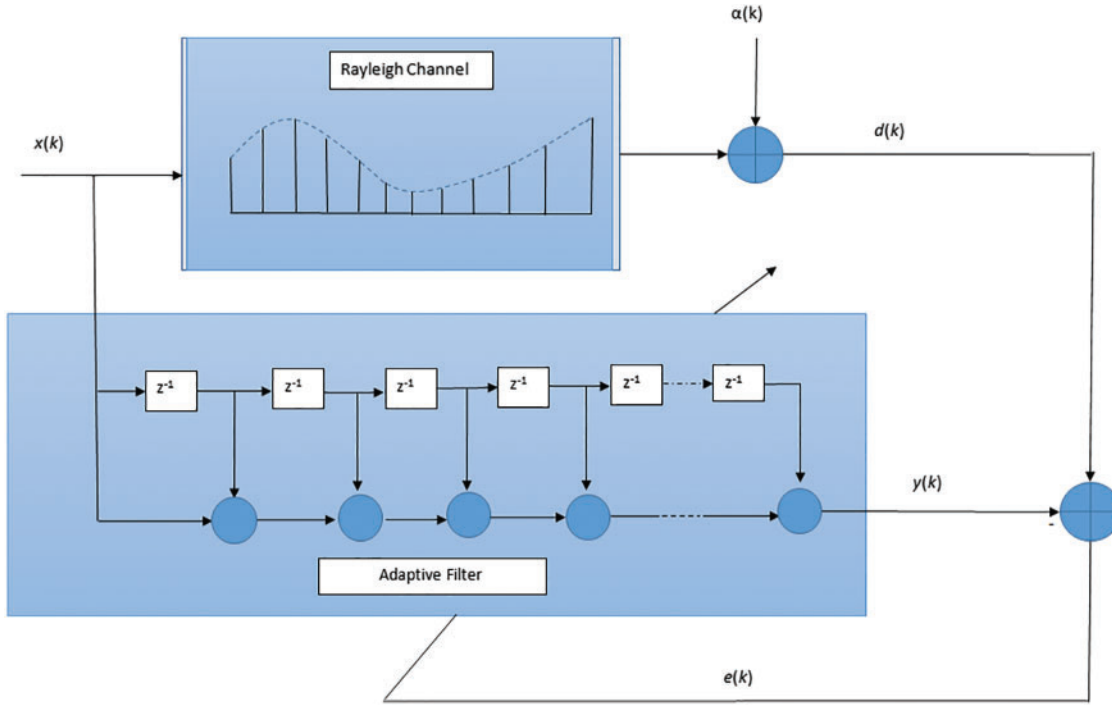 α(k)
Rayleigh Channel
x(k)
d(k)
z⁻¹ z⁻¹ z⁻¹ z⁻¹ z⁻¹ z⁻¹
y(k)
-
Adaptive Filter
e(k)